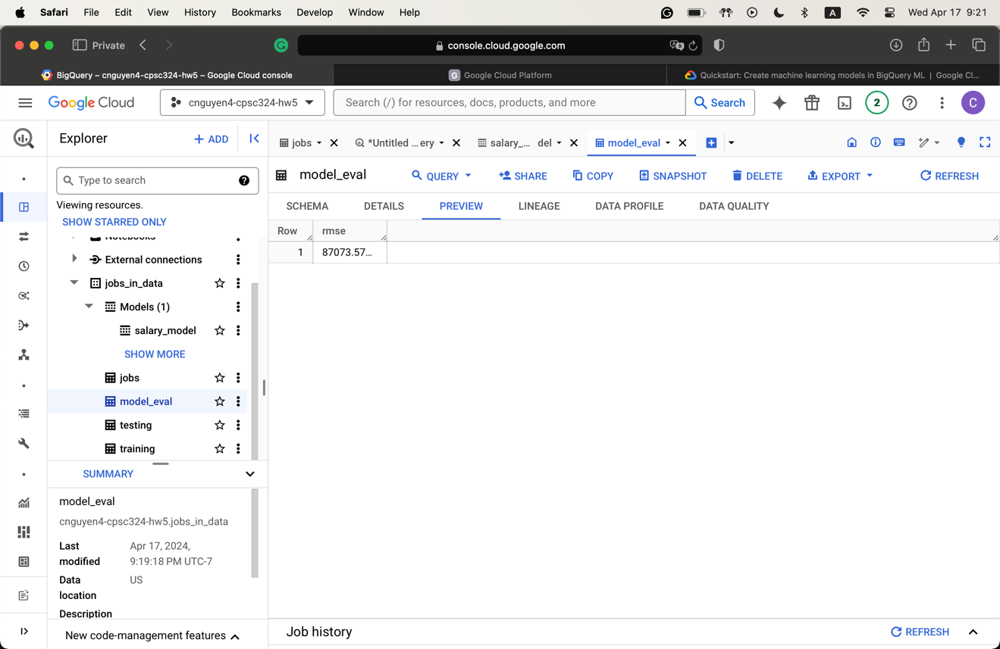 Safari File Edit View History Bookmarks Develop Window Help A Wed Apr 17 9:21
Private console.cloud.google.com
BigQuery – cnguyen4-cpsc324-hw5 – Google Cloud console G Google Cloud Platform Quickstart: Create machine learning models in BigQuery ML | Google Cl...
Google Cloud cnguyen4-cpsc324-hw5 Search (/) for resources, docs, products, and more Search 2 C
Explorer + ADD jobs *Untitled ...ery salary_... del model_eval
Type to search model_eval QUERY SHARE COPY SNAPSHOT DELETE EXPORT REFRESH
Viewing resources.
SHOW STARRED ONLY
SCHEMA DETAILS PREVIEW LINEAGE DATA PROFILE DATA QUALITY
Row rmse
1 87073.57...
Notebooks
External connections
jobs_in_data
Models (1)
salary_model
SHOW MORE
jobs
model_eval
testing
training
SUMMARY
model_eval
cnguyen4-cpsc324-hw5.jobs_in_data
Last modified Apr 17, 2024, 9:19:18 PM UTC-7
Data location US
Description
New code-management features
Job history REFRESH